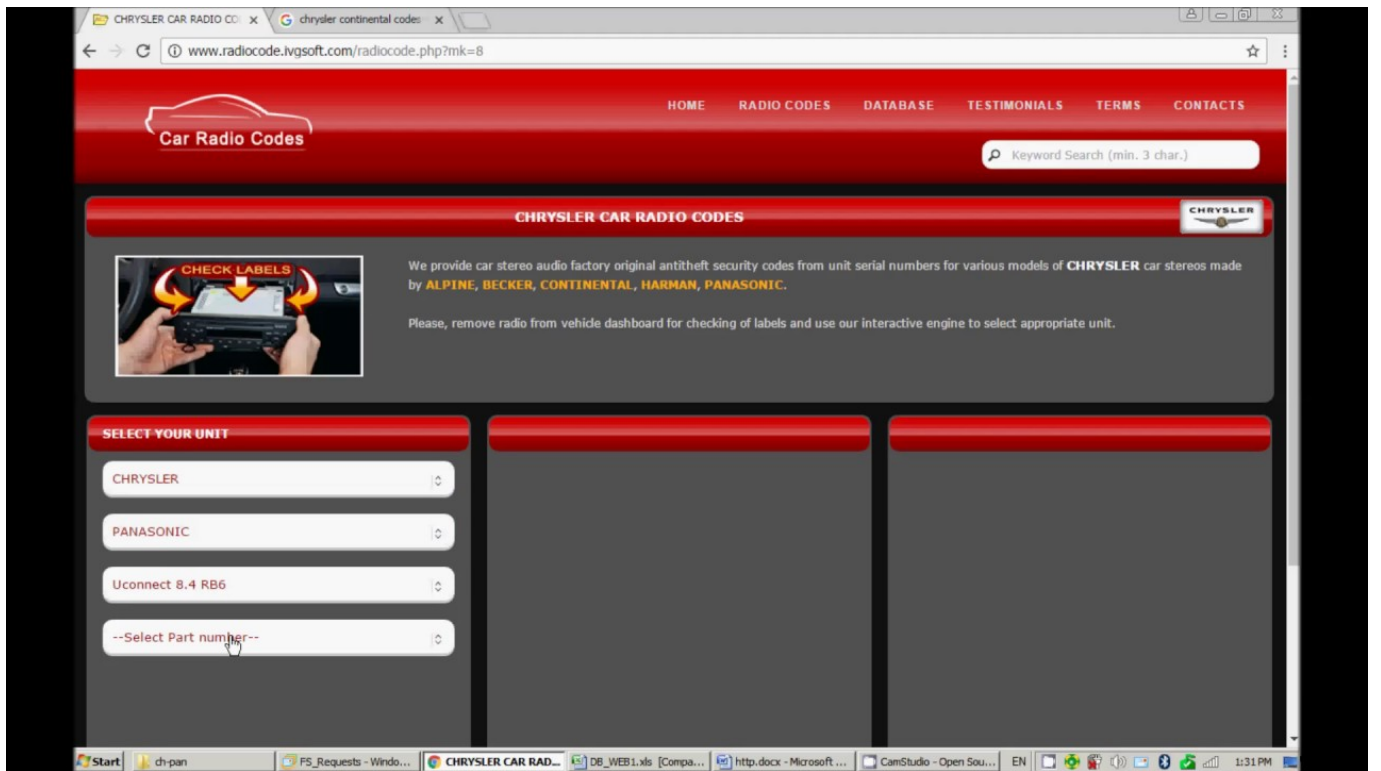 CHRYSLER CAR RADIO CO
chrysler continental codes
www.radiocode.ivgsoft.com/radiocode.php?mk=8
Car Radio Codes
HOME RADIO CODES DATABASE TESTIMONIALS TERMS CONTACTS
Keyword Search (min. 3 char.)
CHRYSLER CAR RADIO CODES
CHRYSLER
CHECK LABELS
We provide car stereo audio factory original antitheft security codes from unit serial numbers for various models of CHRYSLER car stereos made
by ALPINE, BECKER, CONTINENTAL, HARMAN, PANASONIC.
Please, remove radio from vehicle dashboard for checking of labels and use our interactive engine to select appropriate unit.
SELECT YOUR UNIT
CHRYSLER
PANASONIC
Uconnect 8.4 RB6
--Select Part number--
Start ch-pan FS_Requests - Windo... CHRYSLER CAR RAD... DB_WEB1.xls [Compa... http.docx - Microsoft ... CamStudio - Open Sou... EN 1:31 PM